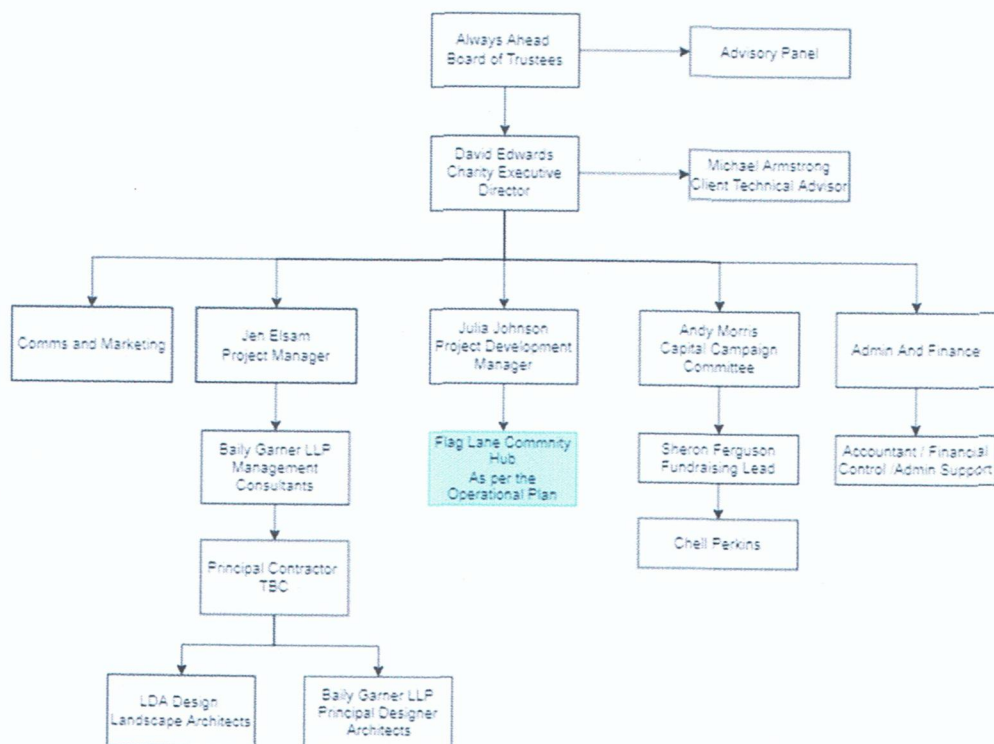 Always Ahead
Board of Trustees
Advisory Panel
David Edwards
Charity Executive
Director
Michael Armstrong
Client Technical Advisor
Comms and Marketing
Jen Elsam
Project Manager
Julia Johnson
Project Development
Manager
Andy Morris
Capital Campaign
Committee
Admin And Finance
Baily Garner LLP
Management
Consultants
Flag Lane Commnity
Hub
As per the
Operational Plan
Sheron Ferguson
Fundraising Lead
Accountant / Financial
Control /Admin Support
Chell Perkins
Principal Contractor
TBC
LDA Design
Landscape Architects
Baily Garner LLP
Principal Designer
Architects